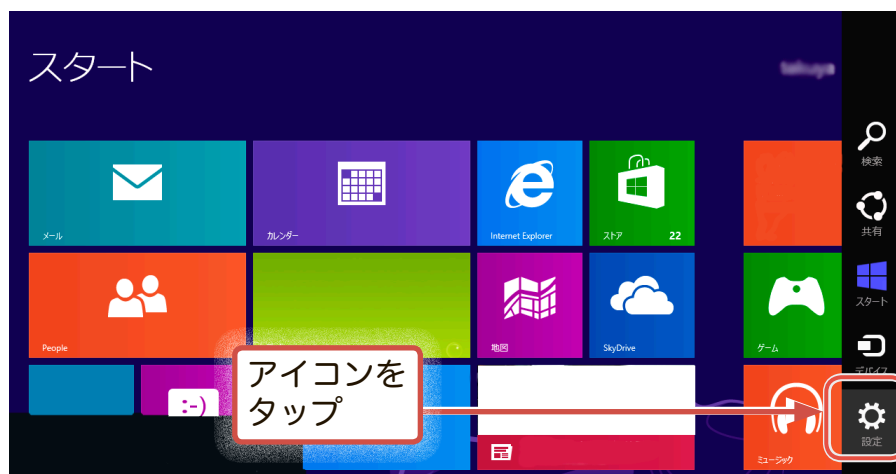 スタート
検索
共有
スタート
デバイス
設定
メール
カレンダー
Internet Explorer
ストア
22
People
地図
SkyDrive
ゲーム
:-)
ミュージック
アイコンを
タップ